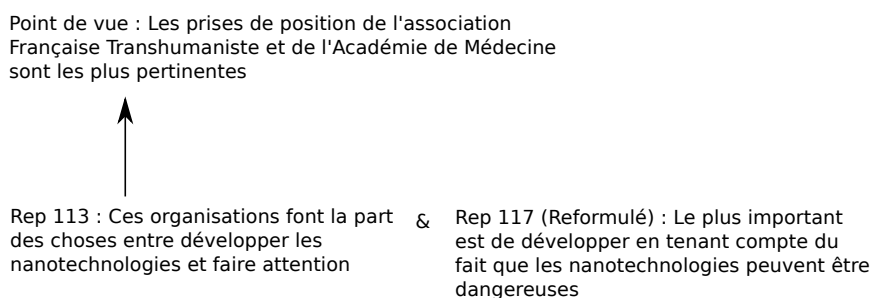 Point de vue : Les prises de position de l'association
Française Transhumaniste et de l'Académie de Médecine
sont les plus pertinentes
Rep 113 : Ces organisations font la part
des choses entre développer les
nanotechnologies et faire attention
&
Rep 117 (Reformulé) : Le plus important
est de développer en tenant compte du
fait que les nanotechnologies peuvent être
dangereuses